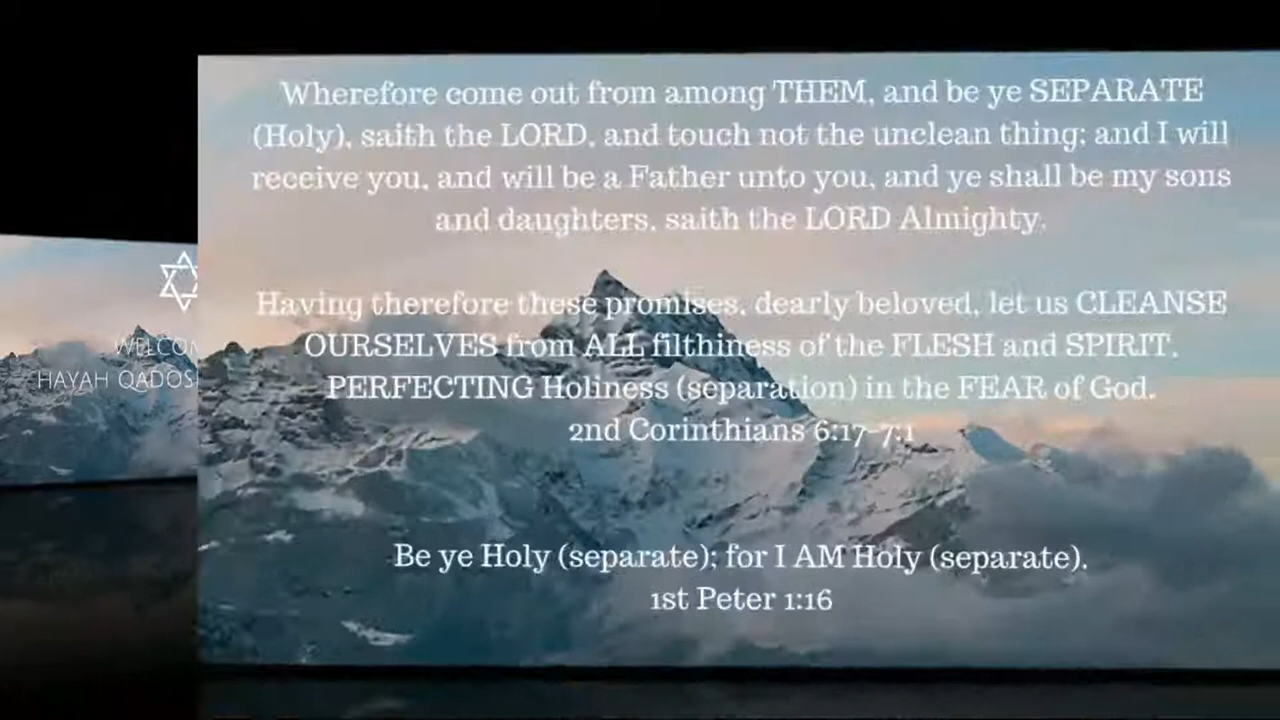 Wherefore come out from among THEM, and be ye SEPARATE
(Holy), saith the LORD, and touch not the unclean thing; and I will
receive you, and will be a Father unto you, and ye shall be my sons
and daughters, saith the LORD Almighty.
Having therefore these promises, dearly beloved, let us CLEANSE
OURSELVES from ALL filthiness of the FLESH and SPIRIT,
PERFECTING Holiness (separation) in the FEAR of God.
2nd Corinthians 6:17-7:1
Be ye Holy (separate); for I AM Holy (separate).
1st Peter 1:16
WELCOM
HAYAH QADOS